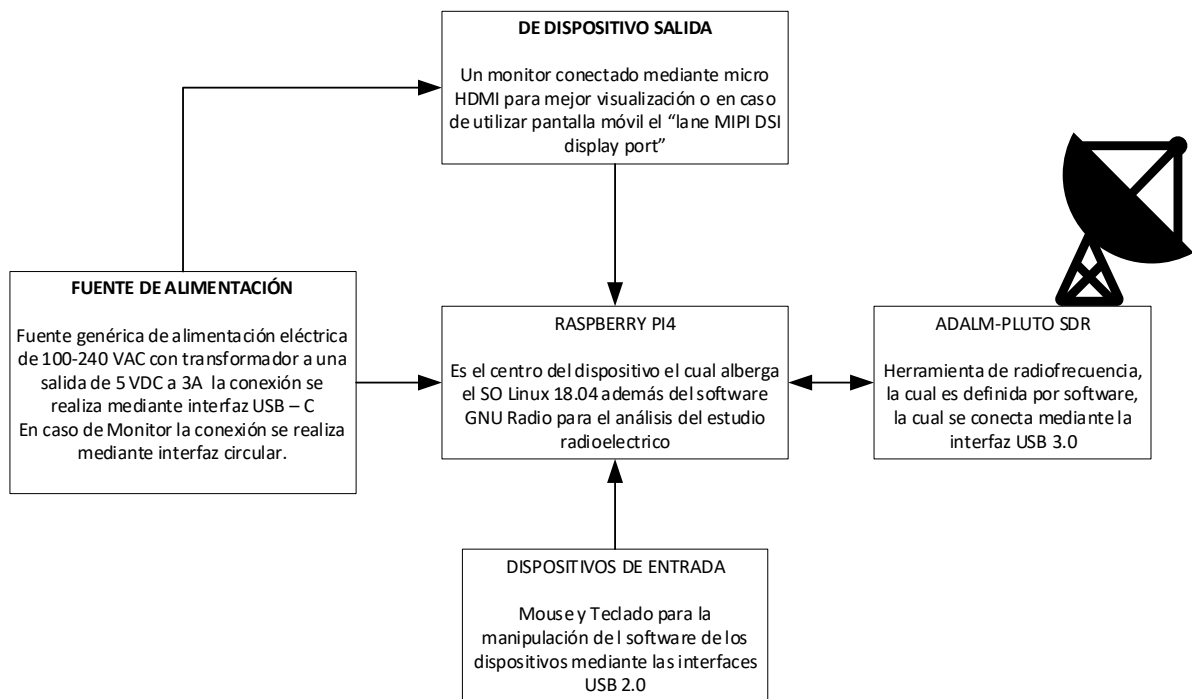 DE DISPOSITIVO SALIDA
Un monitor conectado mediante micro
HDMI para mejor visualización o en caso
de utilizar pantalla móvil el “lane MIPI DSI
display port”
FUENTE DE ALIMENTACIÓN
Fuente genérica de alimentación eléctrica
de 100-240 VAC con transformador a una
salida de 5 VDC a 3A la conexión se
realiza mediante interfaz USB – C
En caso de Monitor la conexión se realiza
mediante interfaz circular.
RASPBERRY PI4
Es el centro del dispositivo el cual alberga
el SO Linux 18.04 además del software
GNU Radio para el análisis del estudio
radioelectrico
ADALM-PLUTO SDR
Herramienta de radiofrecuencia,
la cual es definida por software,
la cual se conecta mediante la
interfaz USB 3.0
DISPOSITIVOS DE ENTRADA
Mouse y Teclado para la
manipulación de l software de los
dispositivos mediante las interfaces
USB 2.0